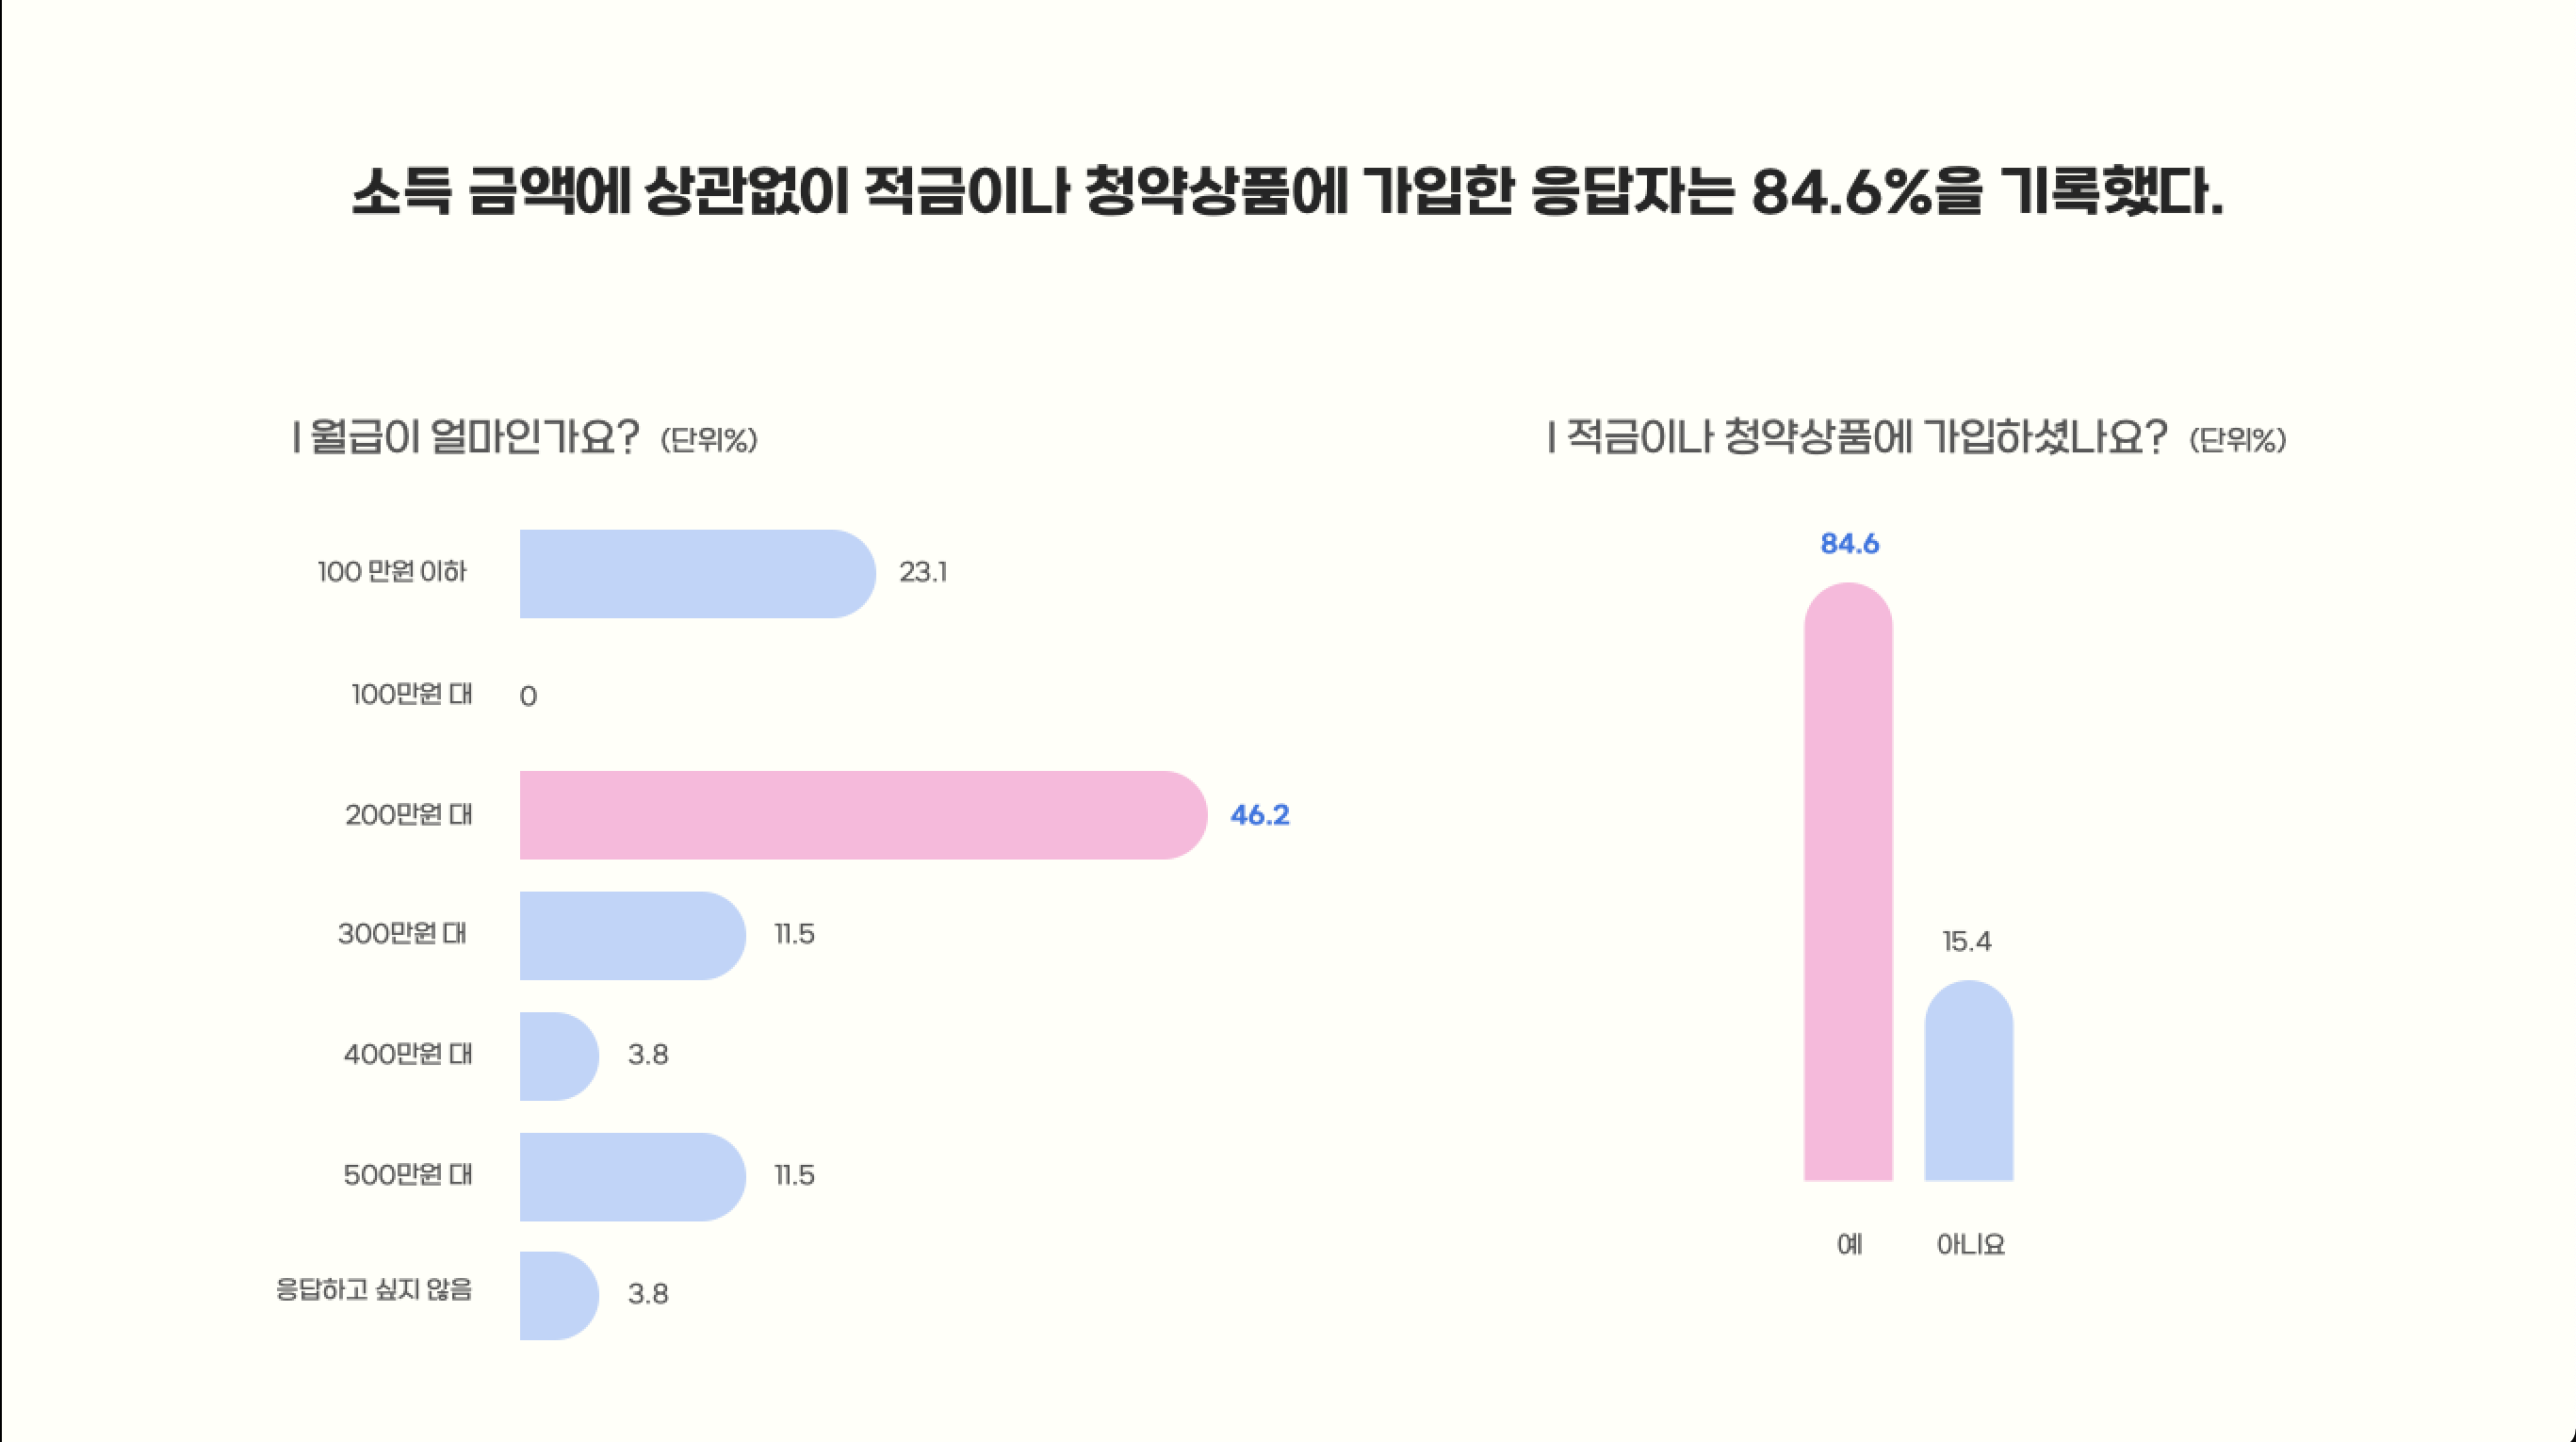 소득 금액에 상관없이 적금이나 청약상품에 가입한 응답자는 84.6%을 기록했다.
| 월급이 얼마인가요? (단위%)
100 만원 이하 23.1
100만원 대 0
200만원 대 46.2
300만원 대 11.5
400만원 대 3.8
500만원 대 11.5
응답하고 싶지 않음 3.8
| 적금이나 청약상품에 가입하셨나요? (단위%)
84.6
15.4
예 아니요